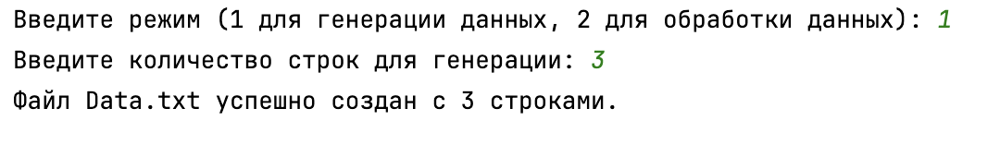 Введите режим (1 для генерации данных, 2 для обработки данных): 1
Введите количество строк для генерации: 3
Файл Data.txt успешно создан с 3 строками.